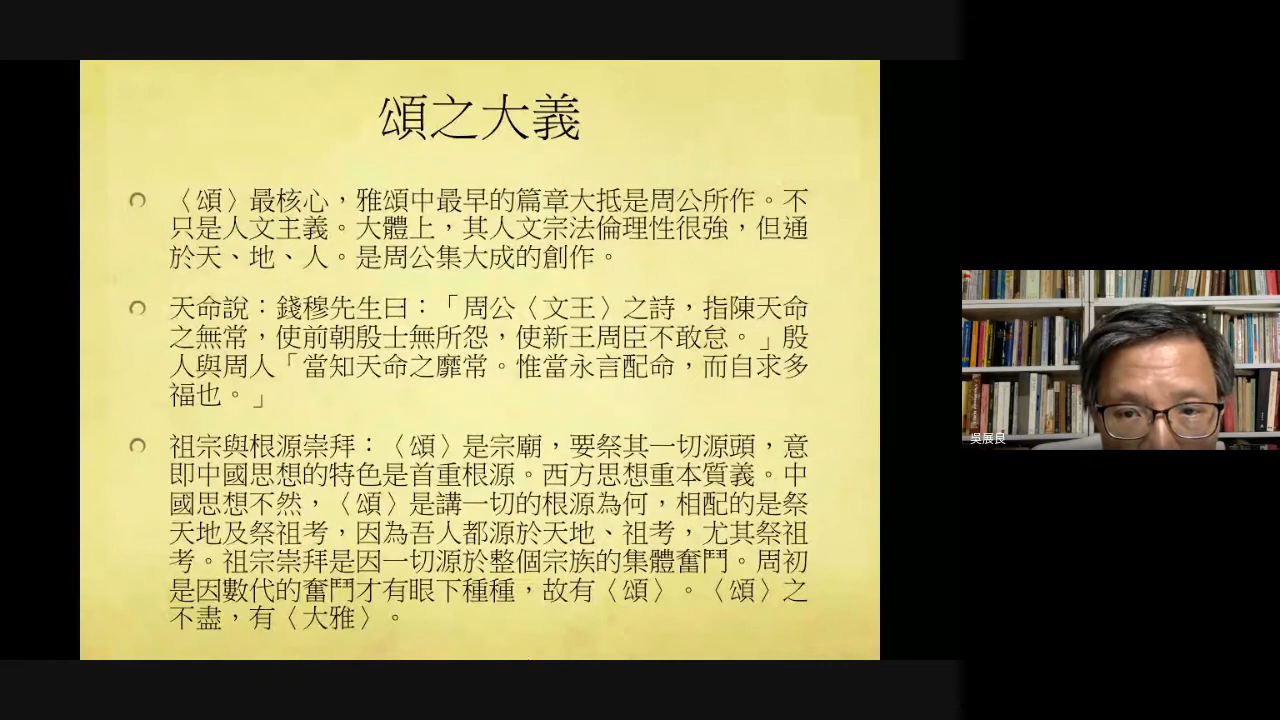 頌之大義
〈頌〉最核心，雅頌中最早的篇章大抵是周公所作。不
只是人文主義。大體上，其人文宗法倫理性很強，但通
於天、地、人。是周公集大成的創作。
天命說：錢穆先生曰：「周公〈文王〉之詩，指陳天命
之無常，使前朝殷士無所怨，使新王周臣不敢怠。」殷
人與周人「當知天命之靡常。惟當永言配命，而自求多
福也。」
祖宗與根源崇拜：〈頌〉是宗廟，要祭其一切源頭，意
即中國思想的特色是首重根源。西方思想重本質義。中
國思想不然，〈頌〉是講一切的根源為何，相配的是祭
天地及祭祖考，因為吾人都源於天地、祖考，尤其祭祖
考。祖宗崇拜是因一切源於整個宗族的集體奮鬥。周初
是因數代的奮鬥才有眼下種種，故有〈頌〉。〈頌〉之
不盡，有〈大雅〉。
吳展良